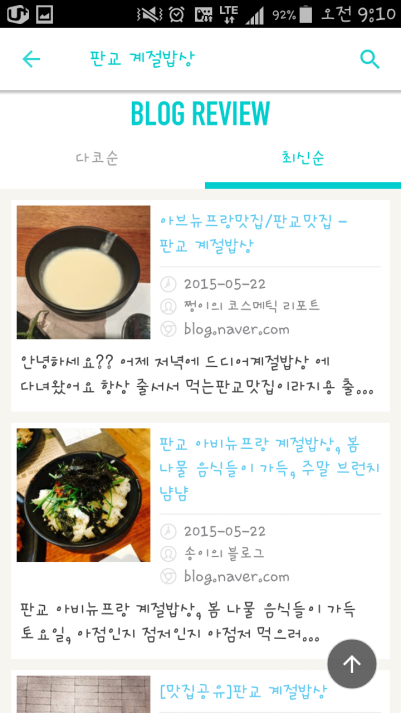 LTE 92% 오전 9:10
판교 계절밥상
BLOG REVIEW
다코순 최신순
아브뉴프랑맛집/판교맛집 -
판교 계절밥상
2015-05-22
쩡이의 코스메틱 리포트
blog.naver.com
안녕하세요?? 어제 저녁에 드디어계절밥상 에
다녀왔어요 항상 줄서서 먹는판교맛집이라지용 출...
판교 아비뉴프랑 계절밥상, 봄
나물 음식들이 가득, 주말 브런치
냠냠
2015-05-22
송이의 블로그
blog.naver.com
판교 아비뉴프랑 계절밥상, 봄 나물 음식들이 가득
토요일, 아점인지 점저인지 아점저 먹으러...
[맛집공유]판교 계절밥상